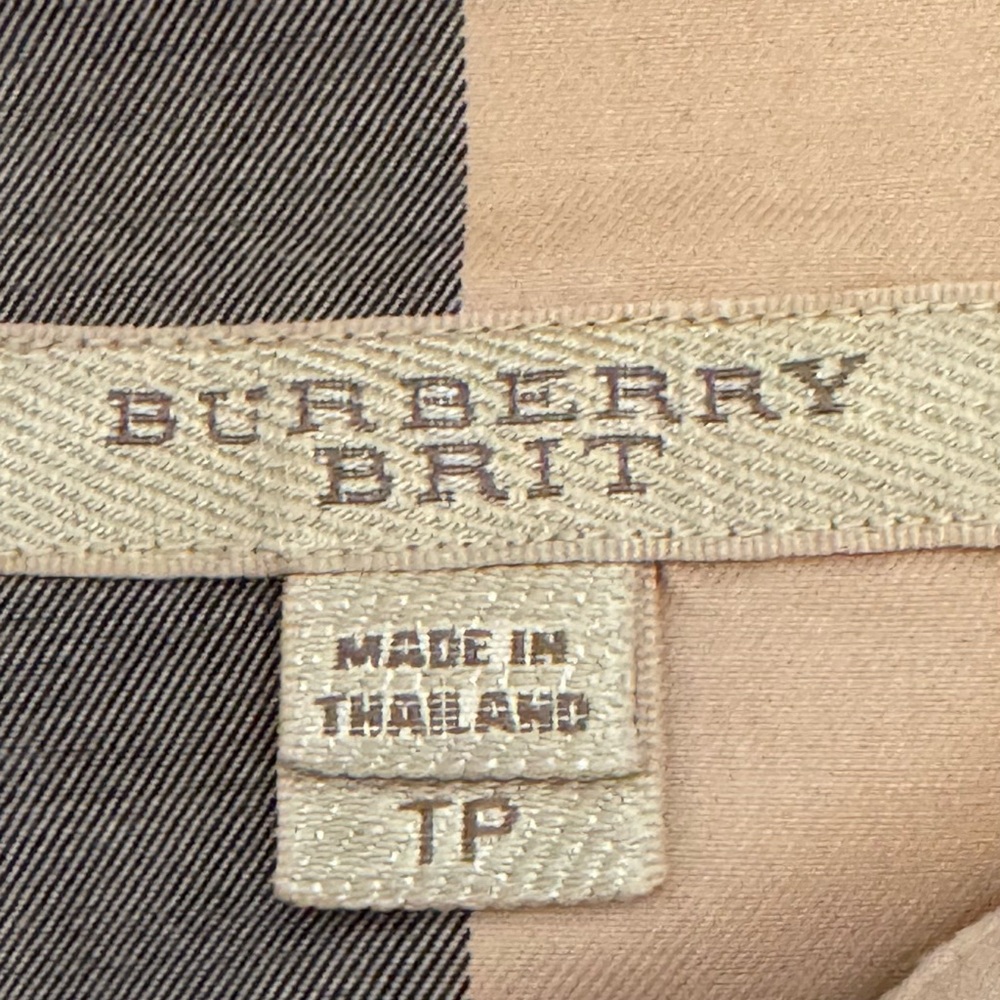 BURBERRY
BRIT
MADE IN
THAILAND
TP